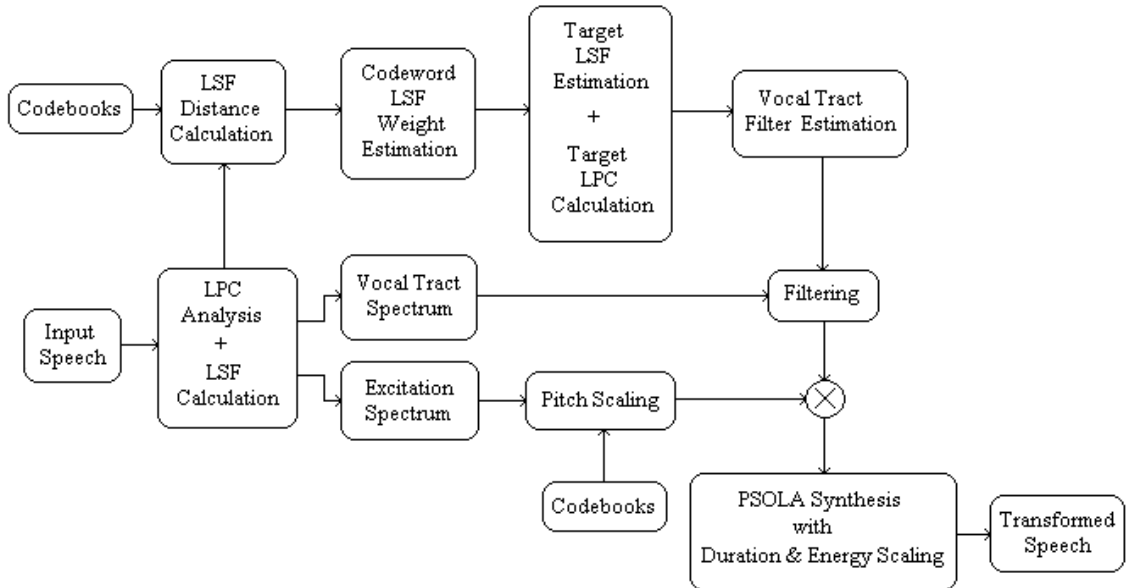 Codebooks
LSF
Distance
Calculation
Codeword
LSF
Weight
Estimation
Target
LSF
Estimation
+
Target
LPC
Calculation
Vocal Tract
Filter Estimation
Input
Speech
LPC
Analysis
+
LSF
Calculation
Vocal Tract
Spectrum
Filtering
Excitation
Spectrum
Pitch Scaling
Codebooks
PSOLA Synthesis
with
Duration & Energy Scaling
Transformed
Speech